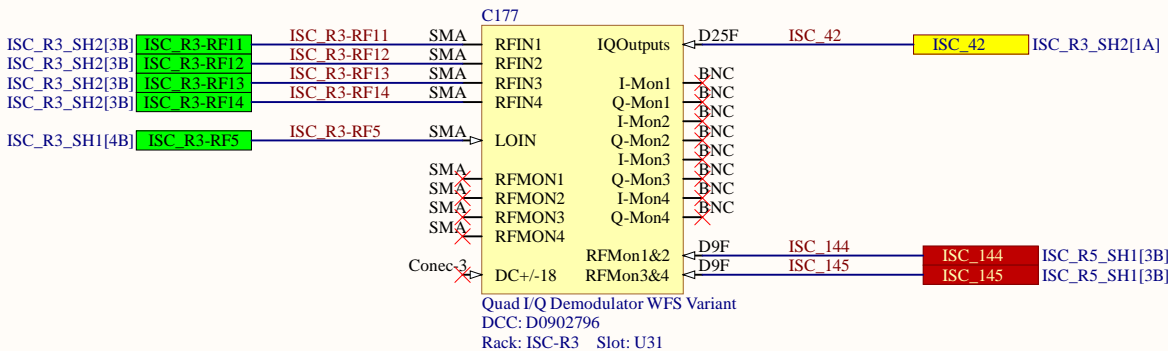 C177
ISC_R3_SH2[3B] ISC_R3-RF11 ISC_R3-RF11 SMA RFIN1 IQOutputs D25F ISC_42 ISC_42 ISC_R3_SH2[1A]
ISC_R3_SH2[3B] ISC_R3-RF12 ISC_R3-RF12 SMA RFIN2
ISC_R3_SH2[3B] ISC_R3-RF13 ISC_R3-RF13 SMA RFIN3 I-Mon1 BNC
ISC_R3_SH2[3B] ISC_R3-RF14 ISC_R3-RF14 SMA RFIN4 Q-Mon1 BNC
I-Mon2 BNC
ISC_R3_SH1[4B] ISC_R3-RF5 ISC_R3-RF5 SMA LOIN Q-Mon2 BNC
I-Mon3 BNC
SMA RFMON1 Q-Mon3 BNC
SMA RFMON2 I-Mon4 BNC
SMA RFMON3 Q-Mon4 BNC
SMA RFMON4
RFMon1&2 D9F ISC_144 ISC_144 ISC_R5_SH1[3B]
Conec-3 DC+/-18 RFMon3&4 D9F ISC_145 ISC_145 ISC_R5_SH1[3B]
Quad I/Q Demodulator WFS Variant
DCC: D0902796
Rack: ISC-R3 Slot: U31